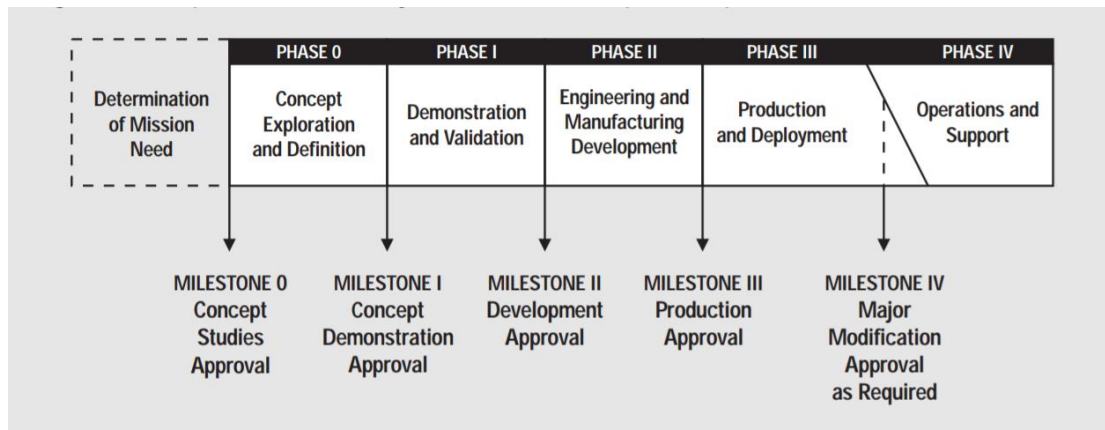 PHASE 0
PHASE I
PHASE II
PHASE III
PHASE IV
Determination
of Mission
Need
Concept
Exploration
and Definition
Demonstration
and Validation
Engineering and
Manufacturing
Development
Production
and Deployment
Operations and
Support
MILESTONE 0
Concept
Studies
Approval
MILESTONE I
Concept
Demonstration
Approval
MILESTONE II
Development
Approval
MILESTONE III
Production
Approval
MILESTONE IV
Major
Modification
Approval
as Required